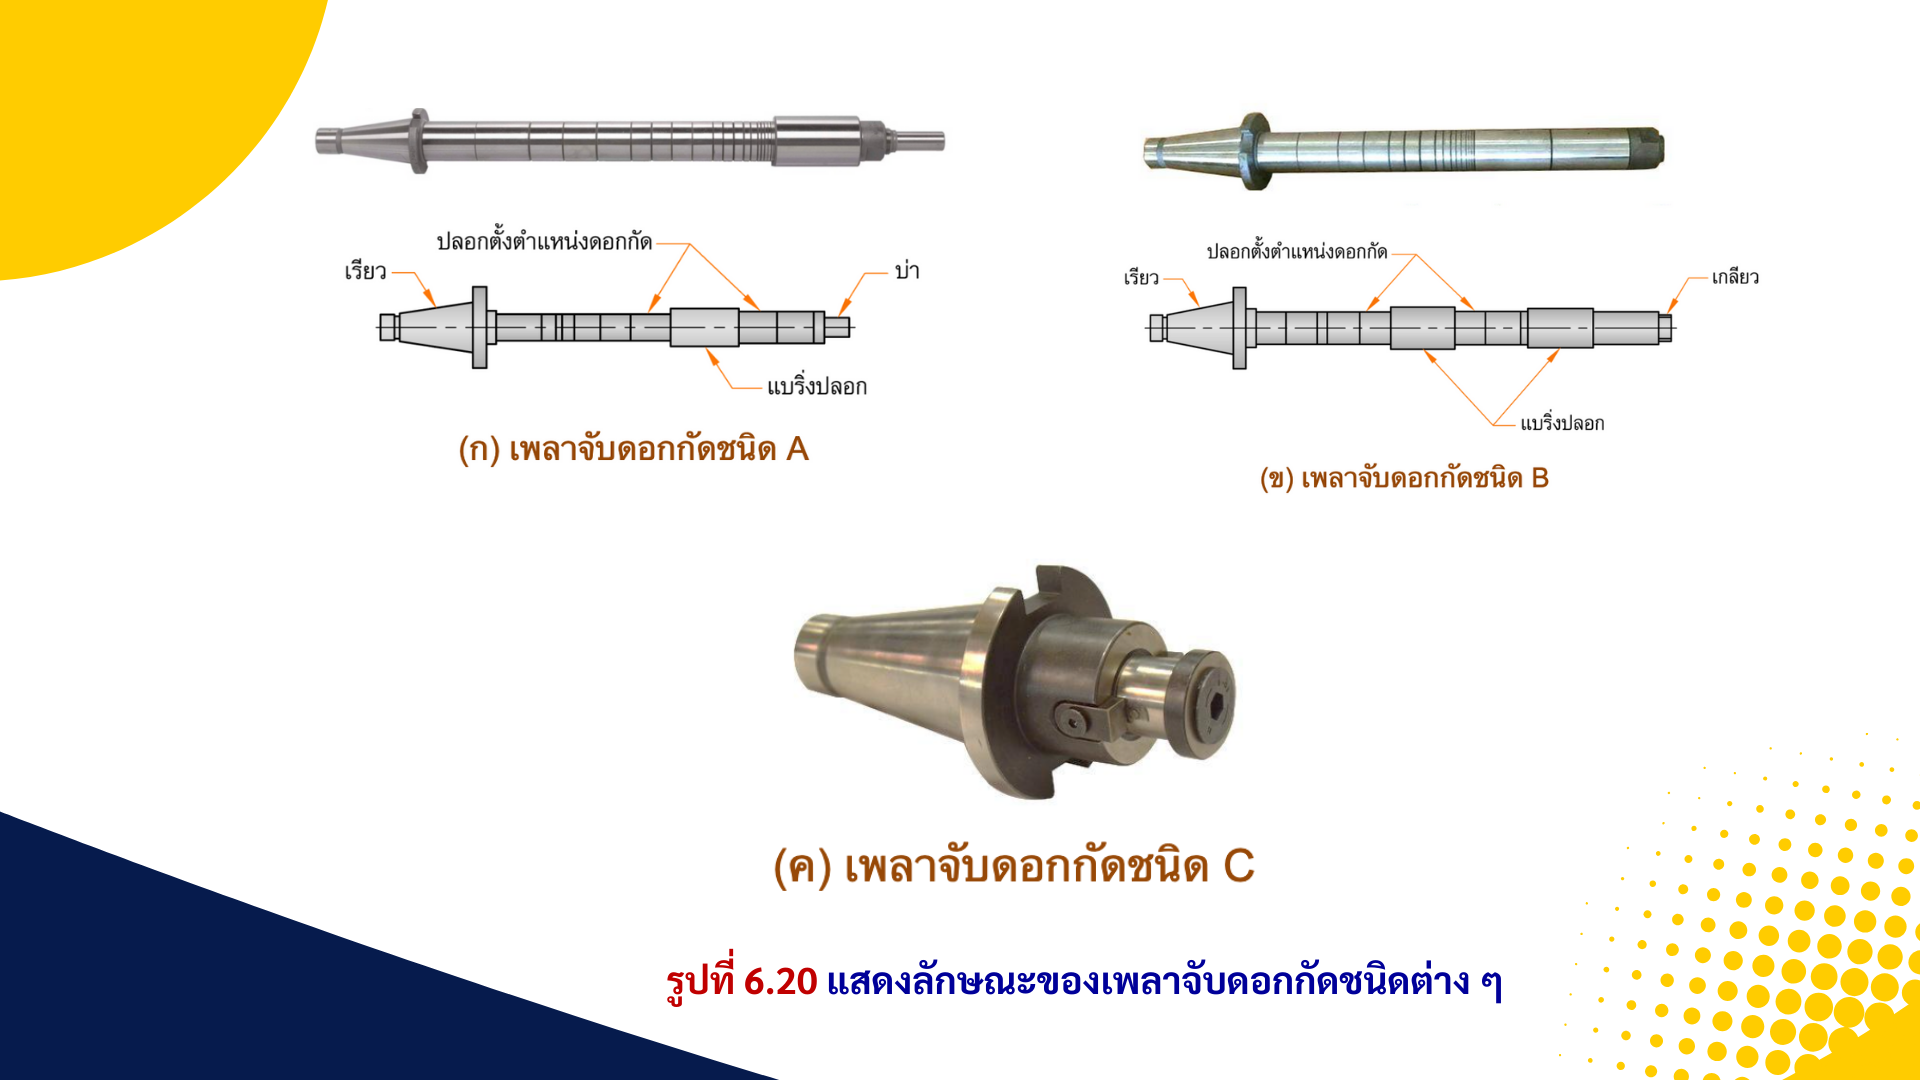 ปลอกตั้งตำแหน่งดอกกัด
เรียว
บ่า
แบริ่งปลอก
(ก) เพลาจับดอกกัดชนิด A
ปลอกตั้งตำแหน่งดอกกัด
เรียว
เกลียว
แบริ่งปลอก
(ข) เพลาจับดอกกัดชนิด B
(ค) เพลาจับดอกกัดชนิด C
รูปที่ 6.20 แสดงลักษณะของเพลาจับดอกกัดชนิดต่าง ๆ